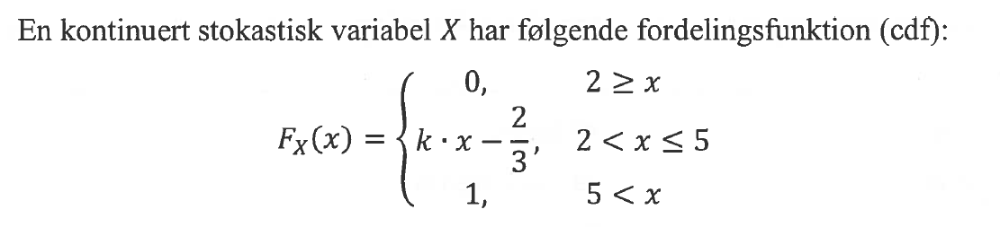 En kontinuert stokastisk variabel X har følgende fordelingsfunktion (cdf):
0, 2 ≥ x
F_X(x) = { k · x − 2/3, 2 < x ≤ 5
1, 5 < x